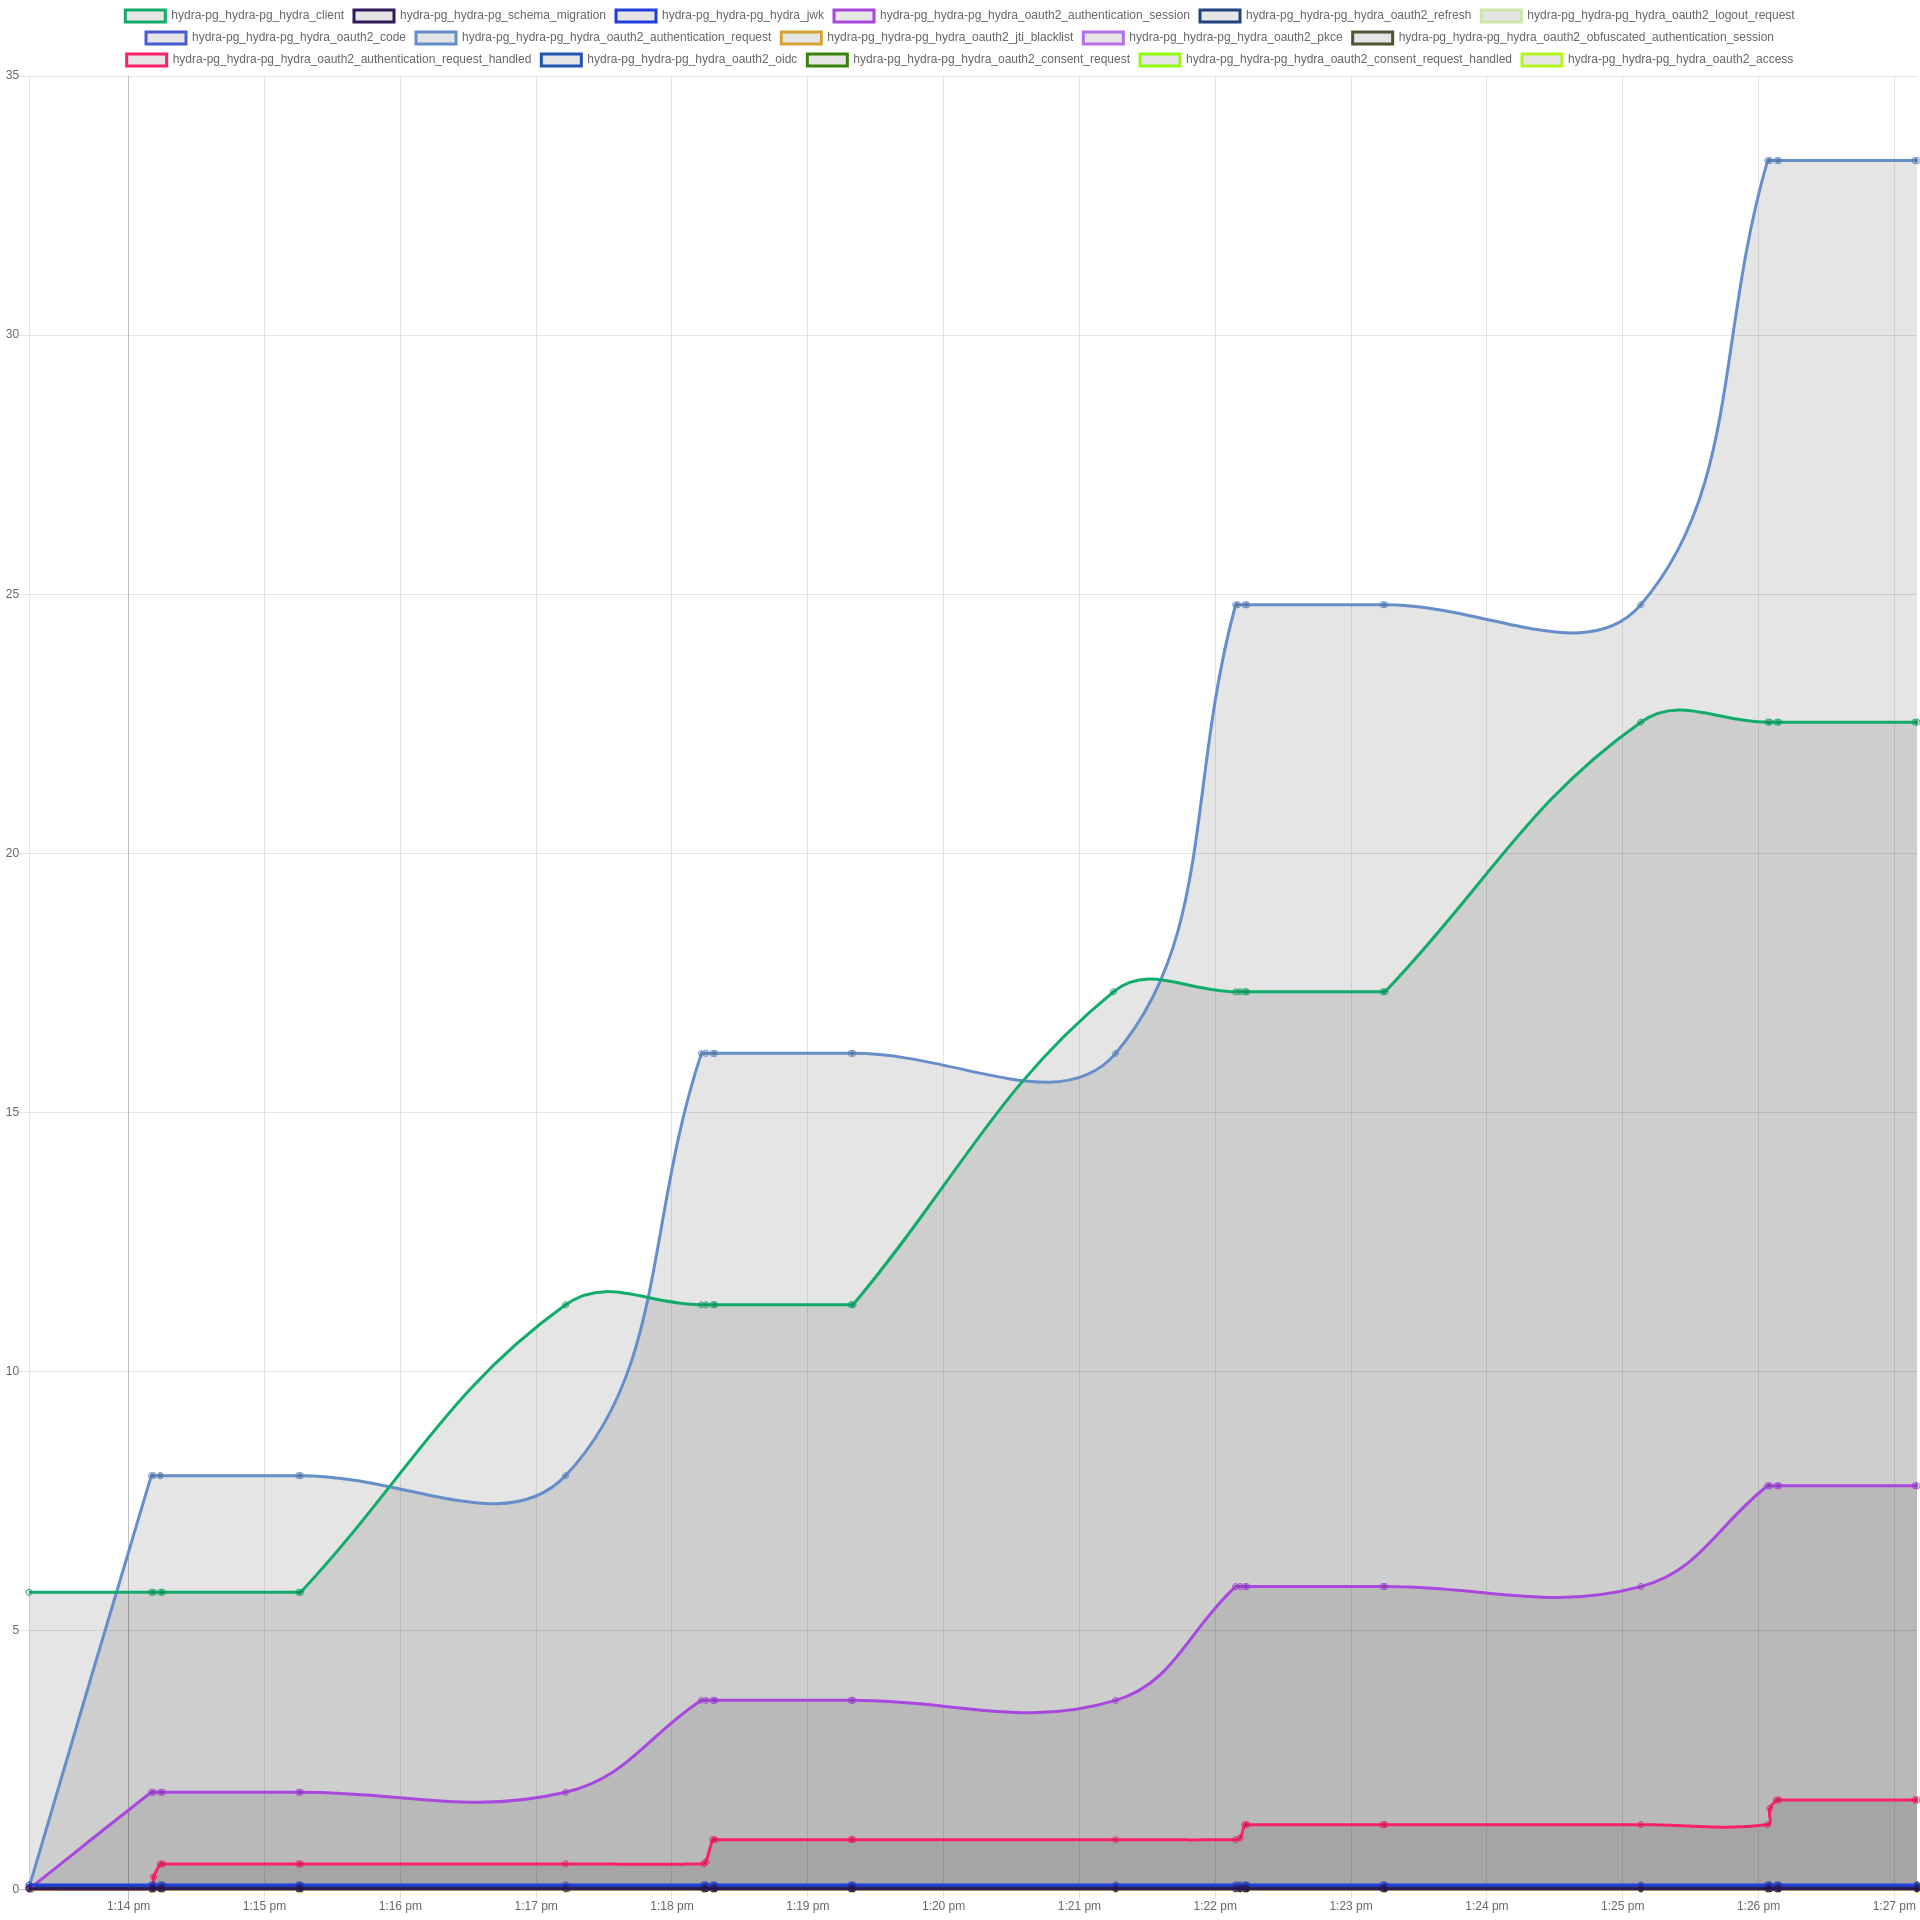 hydra-pg_hydra-pg_hydra_client hydra-pg_hydra-pg_schema_migration hydra-pg_hydra-pg_hydra_jwk hydra-pg_hydra-pg_hydra_oauth2_authentication_session hydra-pg_hydra-pg_hydra_oauth2_refresh hydra-pg_hydra-pg_hydra_oauth2_logout_request
hydra-pg_hydra-pg_hydra_oauth2_code hydra-pg_hydra-pg_hydra_oauth2_authentication_request hydra-pg_hydra-pg_hydra_oauth2_jti_blacklist hydra-pg_hydra-pg_hydra_oauth2_pkce hydra-pg_hydra-pg_hydra_oauth2_obfuscated_authentication_session
hydra-pg_hydra-pg_hydra_oauth2_authentication_request_handled hydra-pg_hydra-pg_hydra_oauth2_oidc hydra-pg_hydra-pg_hydra_oauth2_consent_request hydra-pg_hydra-pg_hydra_oauth2_consent_request_handled hydra-pg_hydra-pg_hydra_oauth2_access
35
30
25
20
15
10
5
0
1:14 pm 1:15 pm 1:16 pm 1:17 pm 1:18 pm 1:19 pm 1:20 pm 1:21 pm 1:22 pm 1:23 pm 1:24 pm 1:25 pm 1:26 pm 1:27 pm